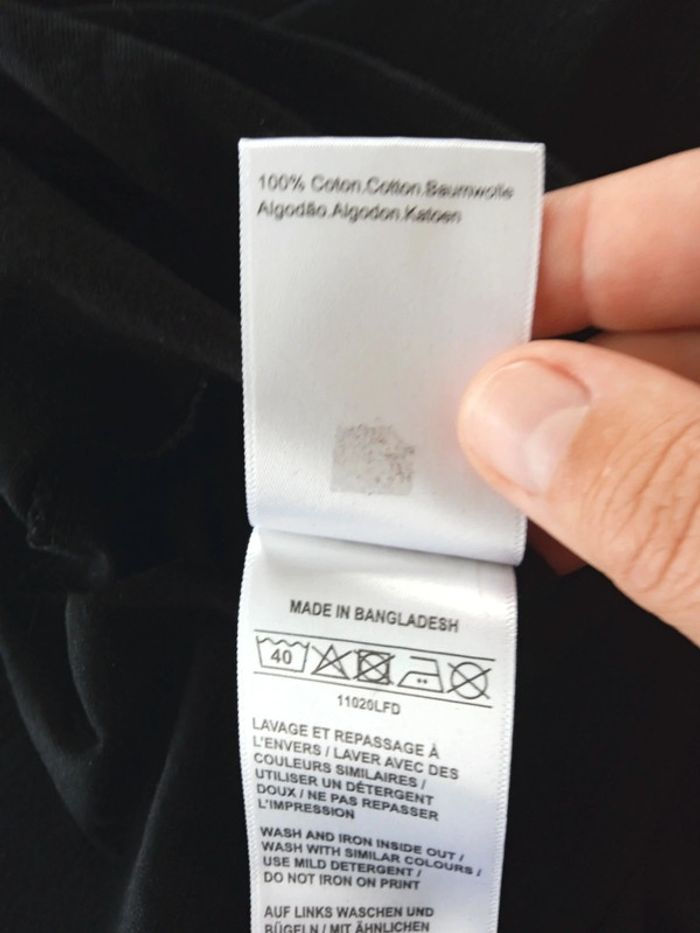 100% Coton.Cotton.Baumwolle
Algodão.Algodon.Katoen
MADE IN BANGLADESH
40
11020LFD
LAVAGE ET REPASSAGE À
L'ENVERS / LAVER AVEC DES
COULEURS SIMILAIRES /
UTILISER UN DÉTERGENT
DOUX / NE PAS REPASSER
L'IMPRESSION
WASH AND IRON INSIDE OUT /
WASH WITH SIMILAR COLOURS /
USE MILD DETERGENT /
DO NOT IRON ON PRINT
AUF LINKS WASCHEN UND
BÜGELN / MIT ÄHNLICHEN